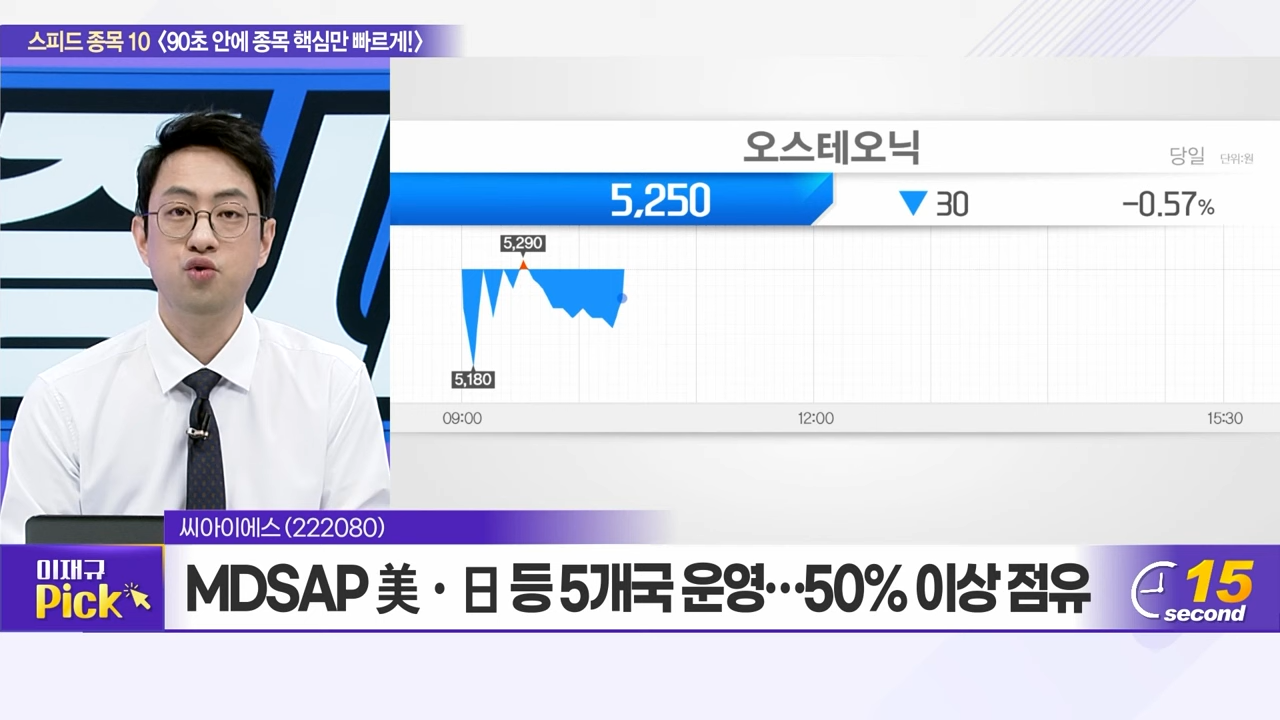 스피드 종목 10 <90초 안에 종목 핵심만 빠르게!>
오스테오닉
당일 단위:원
5,250 ▼30 -0.57%
5,290
5,180
09:00 12:00 15:30
씨아이에스 (222080)
이재규 Pick
MDSAP 美·日 등 5개국 운영…50% 이상 점유
15 second